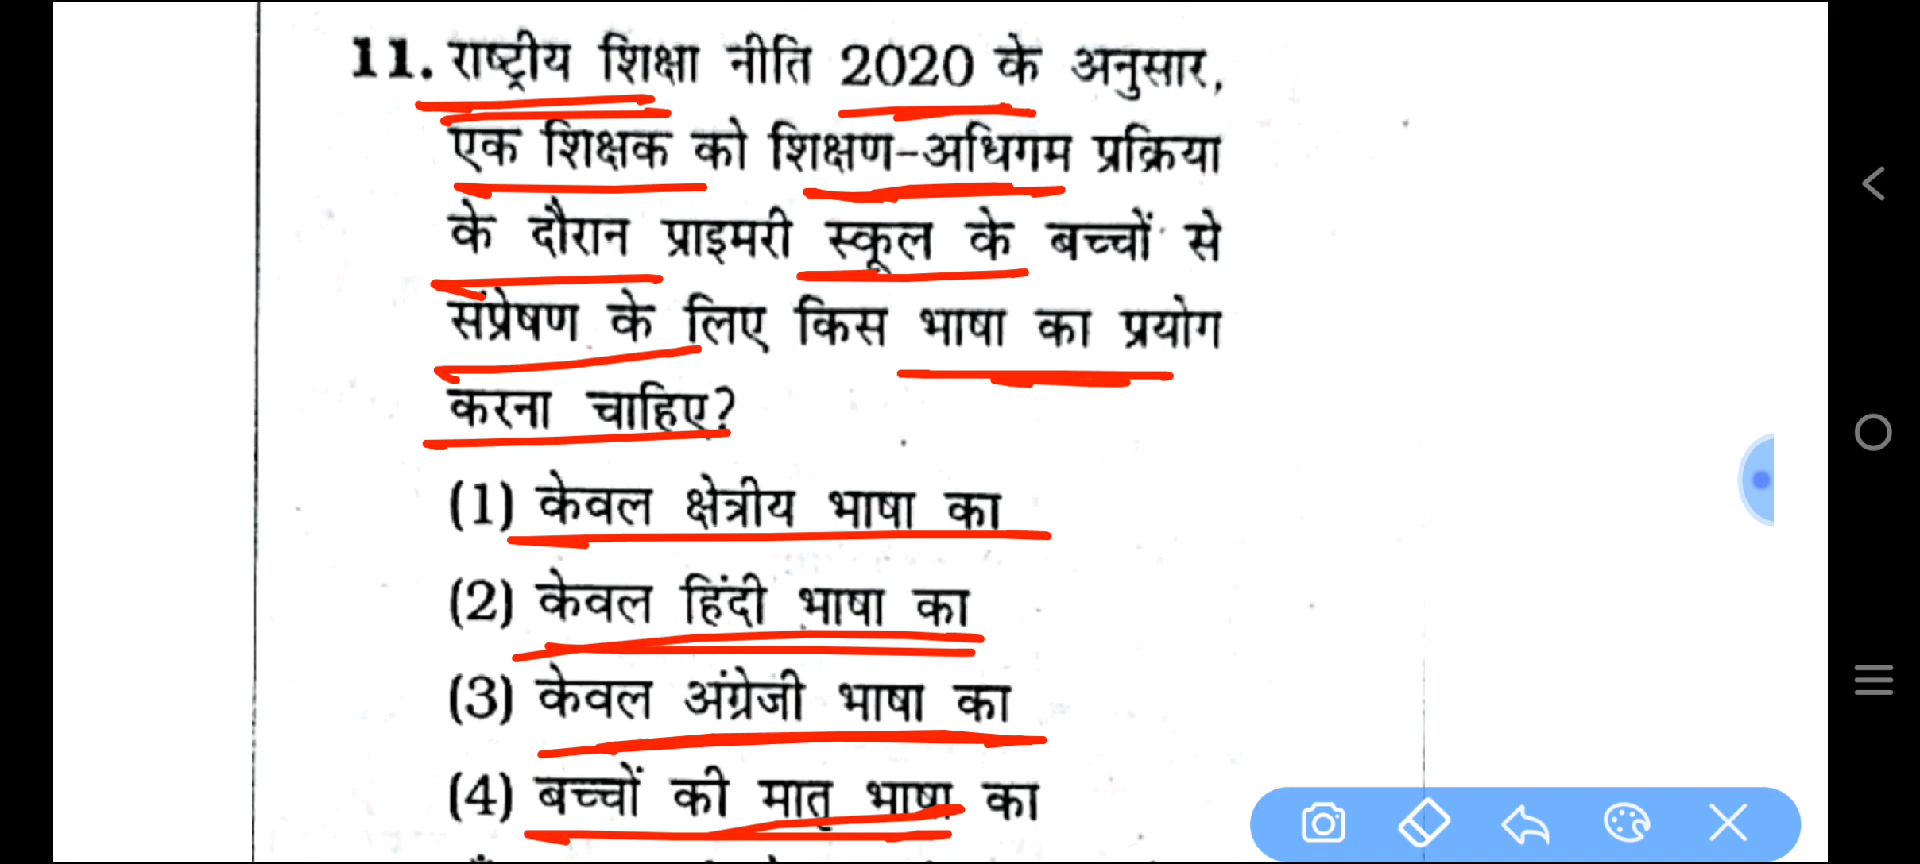 11. राष्ट्रीय शिक्षा नीति 2020 के अनुसार,
एक शिक्षक को शिक्षण-अधिगम प्रक्रिया
के दौरान प्राइमरी स्कूल के बच्चों से
संप्रेषण के लिए किस भाषा का प्रयोग
करना चाहिए?
(1) केवल क्षेत्रीय भाषा का
(2) केवल हिंदी भाषा का
(3) केवल अंग्रेजी भाषा का
(4) बच्चों की मातृ भाषा का